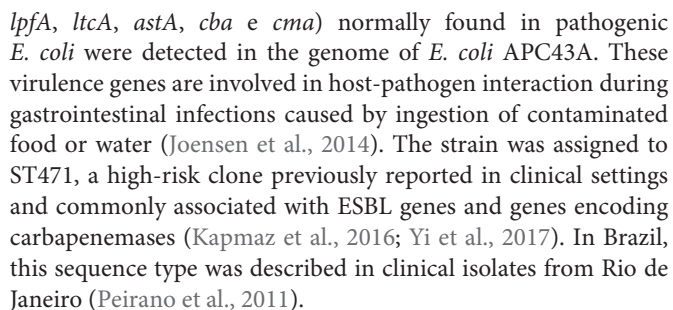 lpfA, ltcA, astA, cba e cma) normally found in pathogenic
E. coli were detected in the genome of E. coli APC43A. These
virulence genes are involved in host-pathogen interaction during
gastrointestinal infections caused by ingestion of contaminated
food or water (Joensen et al., 2014). The strain was assigned to
ST471, a high-risk clone previously reported in clinical settings
and commonly associated with ESBL genes and genes encoding
carbapenemases (Kapmaz et al., 2016; Yi et al., 2017). In Brazil,
this sequence type was described in clinical isolates from Rio de
Janeiro (Peirano et al., 2011).